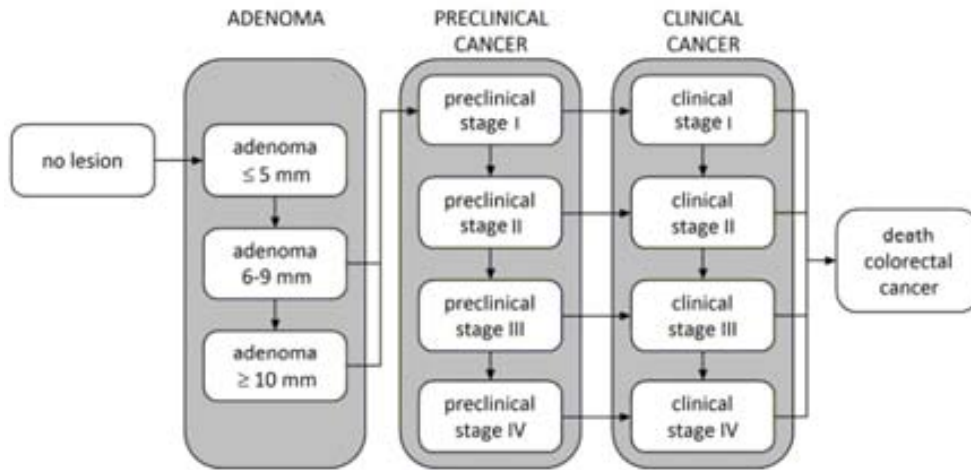 ADENOMA
PRECLINICAL
CANCER
CLINICAL
CANCER
no lesion
adenoma
≤ 5 mm
adenoma
6-9 mm
adenoma
≥ 10 mm
preclinical
stage I
preclinical
stage II
preclinical
stage III
preclinical
stage IV
clinical
stage I
clinical
stage II
clinical
stage III
clinical
stage IV
death
colorectal
cancer